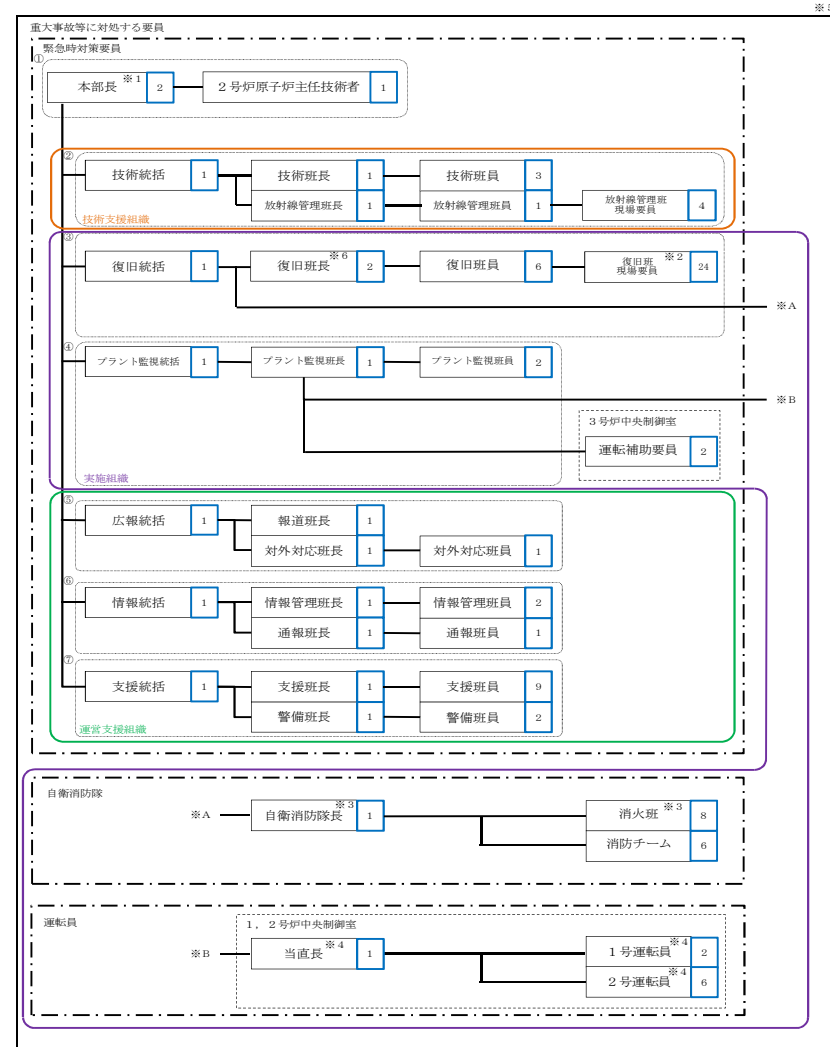 ※５
重大事故等に対処する要員
緊急時対策要員
①
本部長 ※１ 2 ２号炉原子炉主任技術者 1
②
技術統括 1 技術班長 1 技術班員 3
放射線管理班長 1 放射線管理班員 1 放射線管理班
現場要員 4
技術支援組織
③
復旧統括 1 復旧班長 ※６ 2 復旧班員 6 復旧班 ※２
現場要員 24
※A
④
プラント監視統括 1 プラント監視班長 1 プラント監視班員 2
※B
３号炉中央制御室
運転補助要員 2
実施組織
⑤
広報統括 1 報道班長 1
対外対応班長 1 対外対応班員 1
⑥
情報統括 1 情報管理班長 1 情報管理班員 2
通報班長 1 通報班員 1
⑦
支援統括 1 支援班長 1 支援班員 9
警備班長 1 警備班員 2
運営支援組織
自衛消防隊
※A 自衛消防隊長 ※３ 1 消火班 ※３ 8
消防チーム 6
運転員
１，２号炉中央制御室
※B 当直長 ※４ 1 １号運転員 ※４ 2
２号運転員 ※４ 6